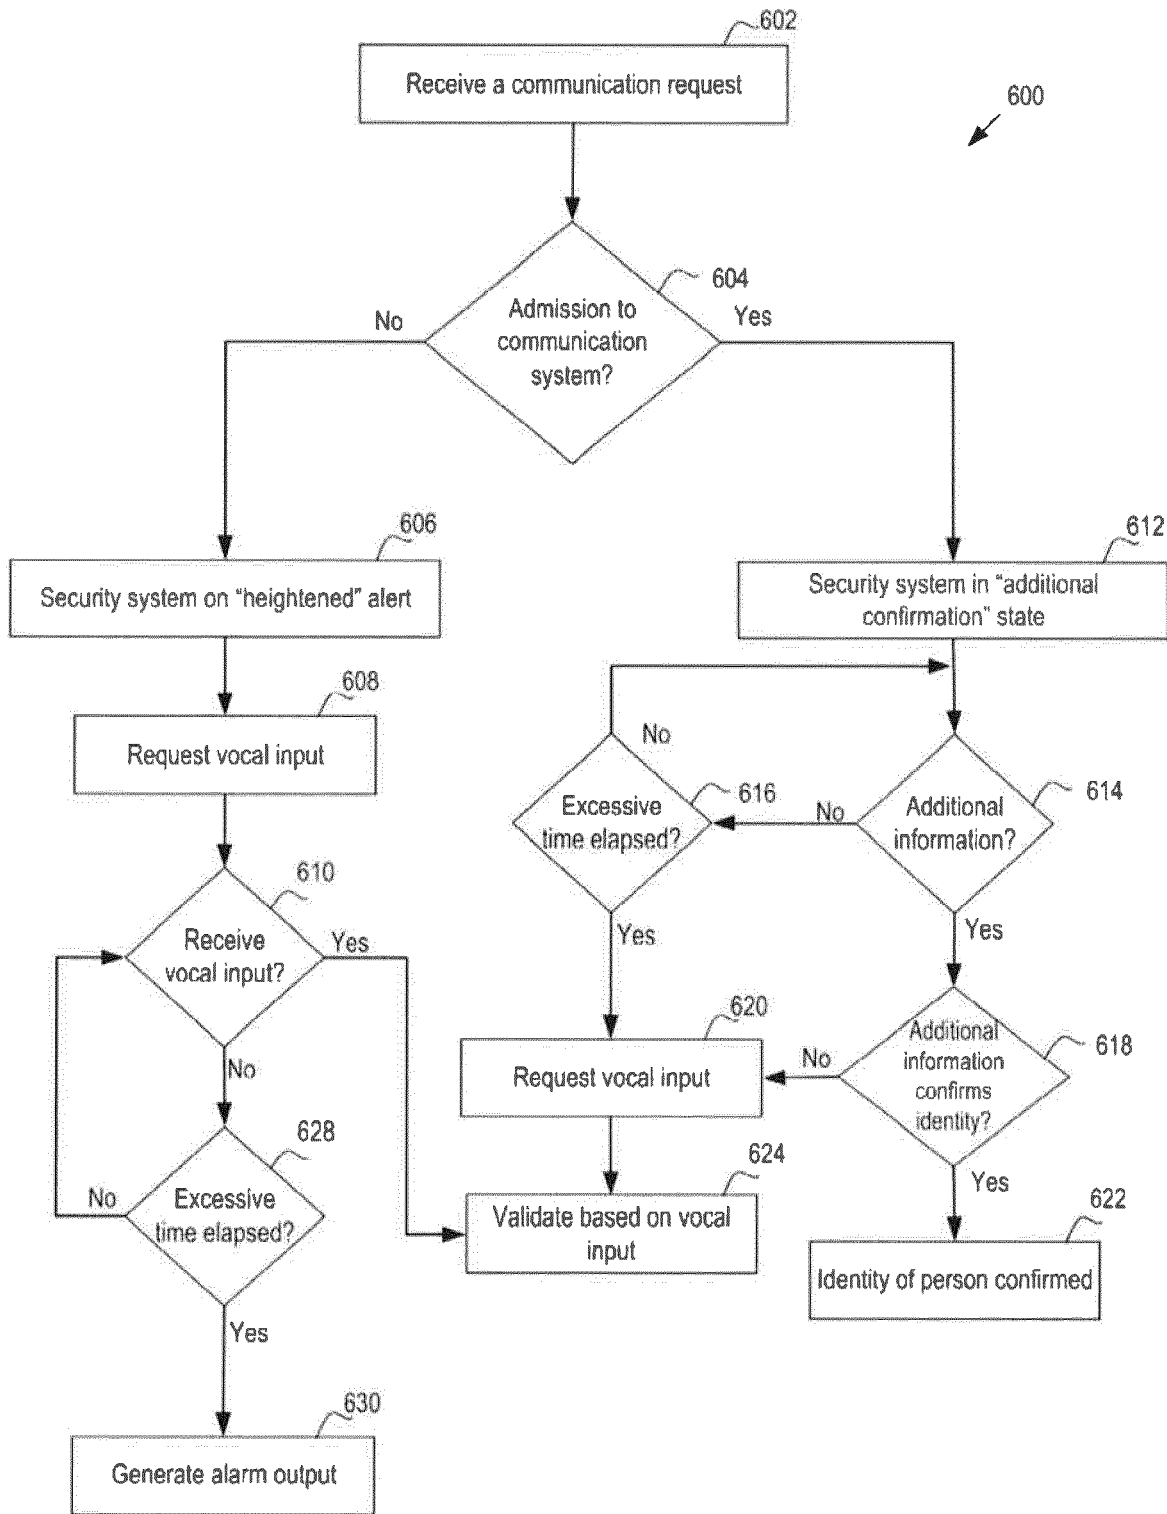 602
Receive a communication request
600
604
Admission to
communication
system?
No
Yes
606
Security system on “heightened” alert
612
Security system in “additional
confirmation” state
608
Request vocal input
No
616
Excessive
time elapsed?
No
614
Additional
information?
610
Receive
vocal input?
Yes
Yes
Yes
620
Request vocal input
No
618
Additional
information
confirms
identity?
No
628
Excessive
time elapsed?
No
624
Validate based on vocal
input
Yes
622
Identity of person confirmed
Yes
630
Generate alarm output